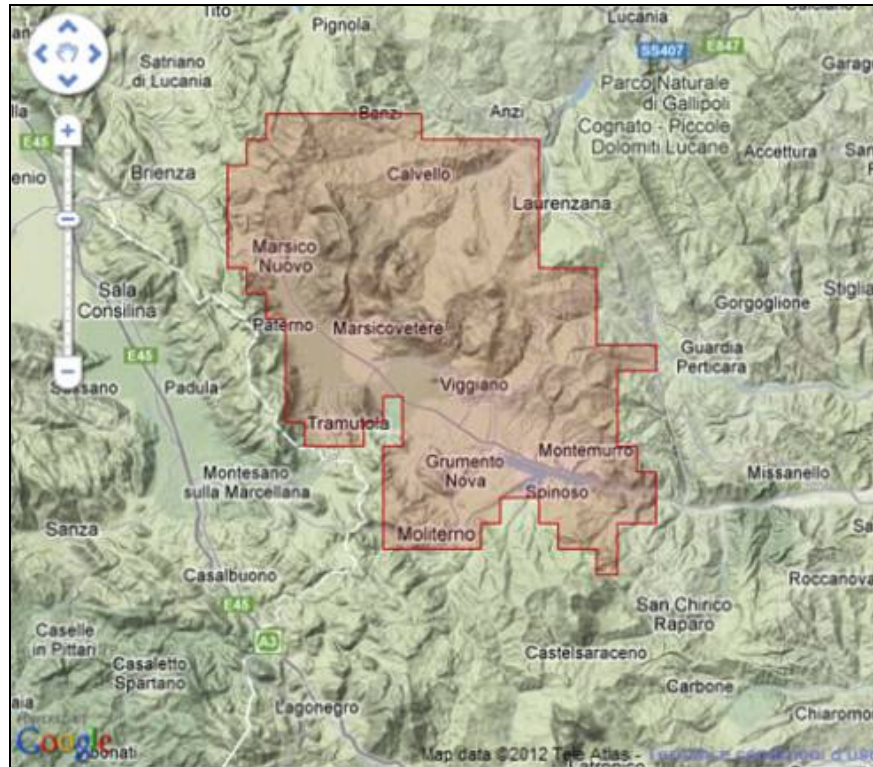 Tito
Pignola
Lucania
SS407
E847
Satriano
di Lucania
Parco Naturale
di Gallipoli
Cognato - Piccole
Dolomiti Lucane
Anzi
E45
Brienza
Calvello
Accettura
Laurenzana
Marsico
Nuovo
Sala
Consilina
Gorgoglione
Paterno
Marsicovetere
Guardia
Perticara
E45
Padula
Viggiano
Tramutola
Montemurro
Grumento
Nova
Missanello
Montesano
sulla Marcellana
Spinoso
Sanza
Moliterno
Casalbuono
Roccanova
E45
San Chirico
Raparo
Caselle
in Pittari
A3
Casaletto
Spartano
Castelsaraceno
Carbone
Lagonegro
Chiaromo
POWERED BY
Google
Map data ©2012 Tele Atlas -